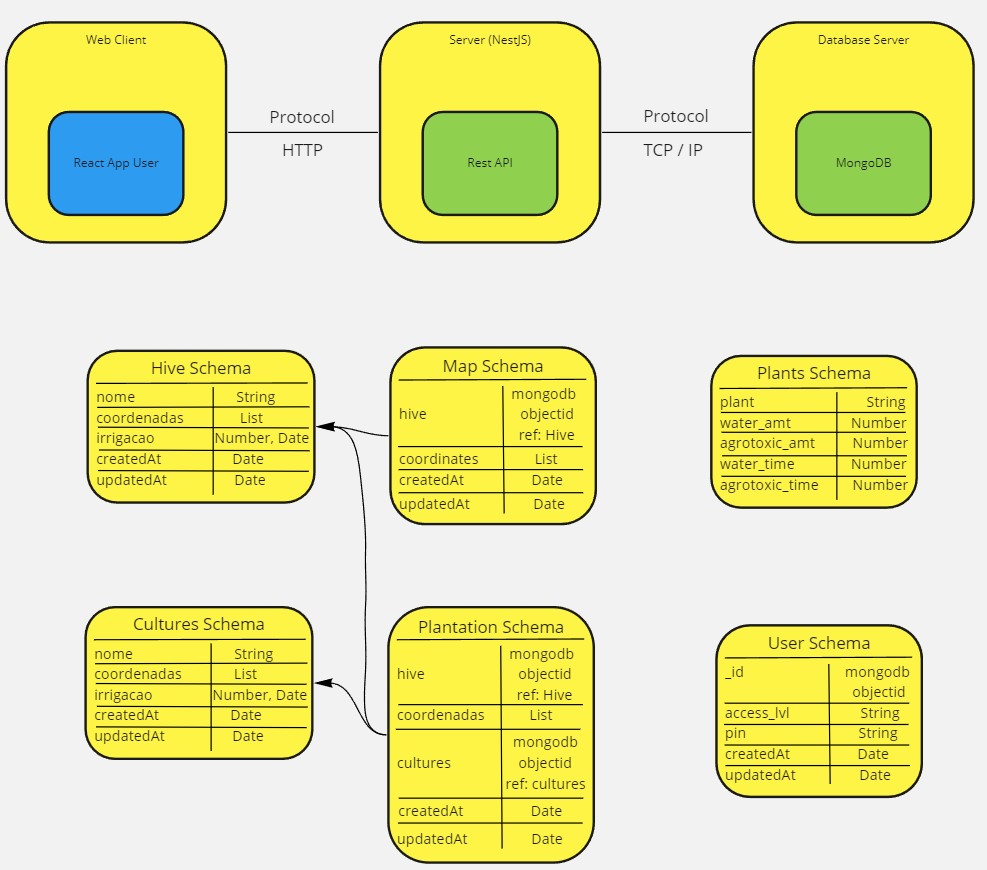 Web Client
React App User
Protocol
HTTP
Server (NestJS)
Rest API
Protocol
TCP / IP
Database Server
MongoDB
Hive Schema
nome String
coordenadas List
irrigacao Number, Date
createdAt Date
updatedAt Date
Map Schema
hive mongodb
objectid
ref: Hive
coordinates List
createdAt Date
updatedAt Date
Plants Schema
plant String
water_amt Number
agrotoxic_amt Number
water_time Number
agrotoxic_time Number
Cultures Schema
nome String
coordenadas List
irrigacao Number, Date
createdAt Date
updatedAt Date
Plantation Schema
hive mongodb
objectid
ref: Hive
coordenadas List
cultures mongodb
objectid
ref: cultures
createdAt Date
updatedAt Date
User Schema
_id mongodb
objectid
access_lvl String
pin String
createdAt Date
updatedAt Date